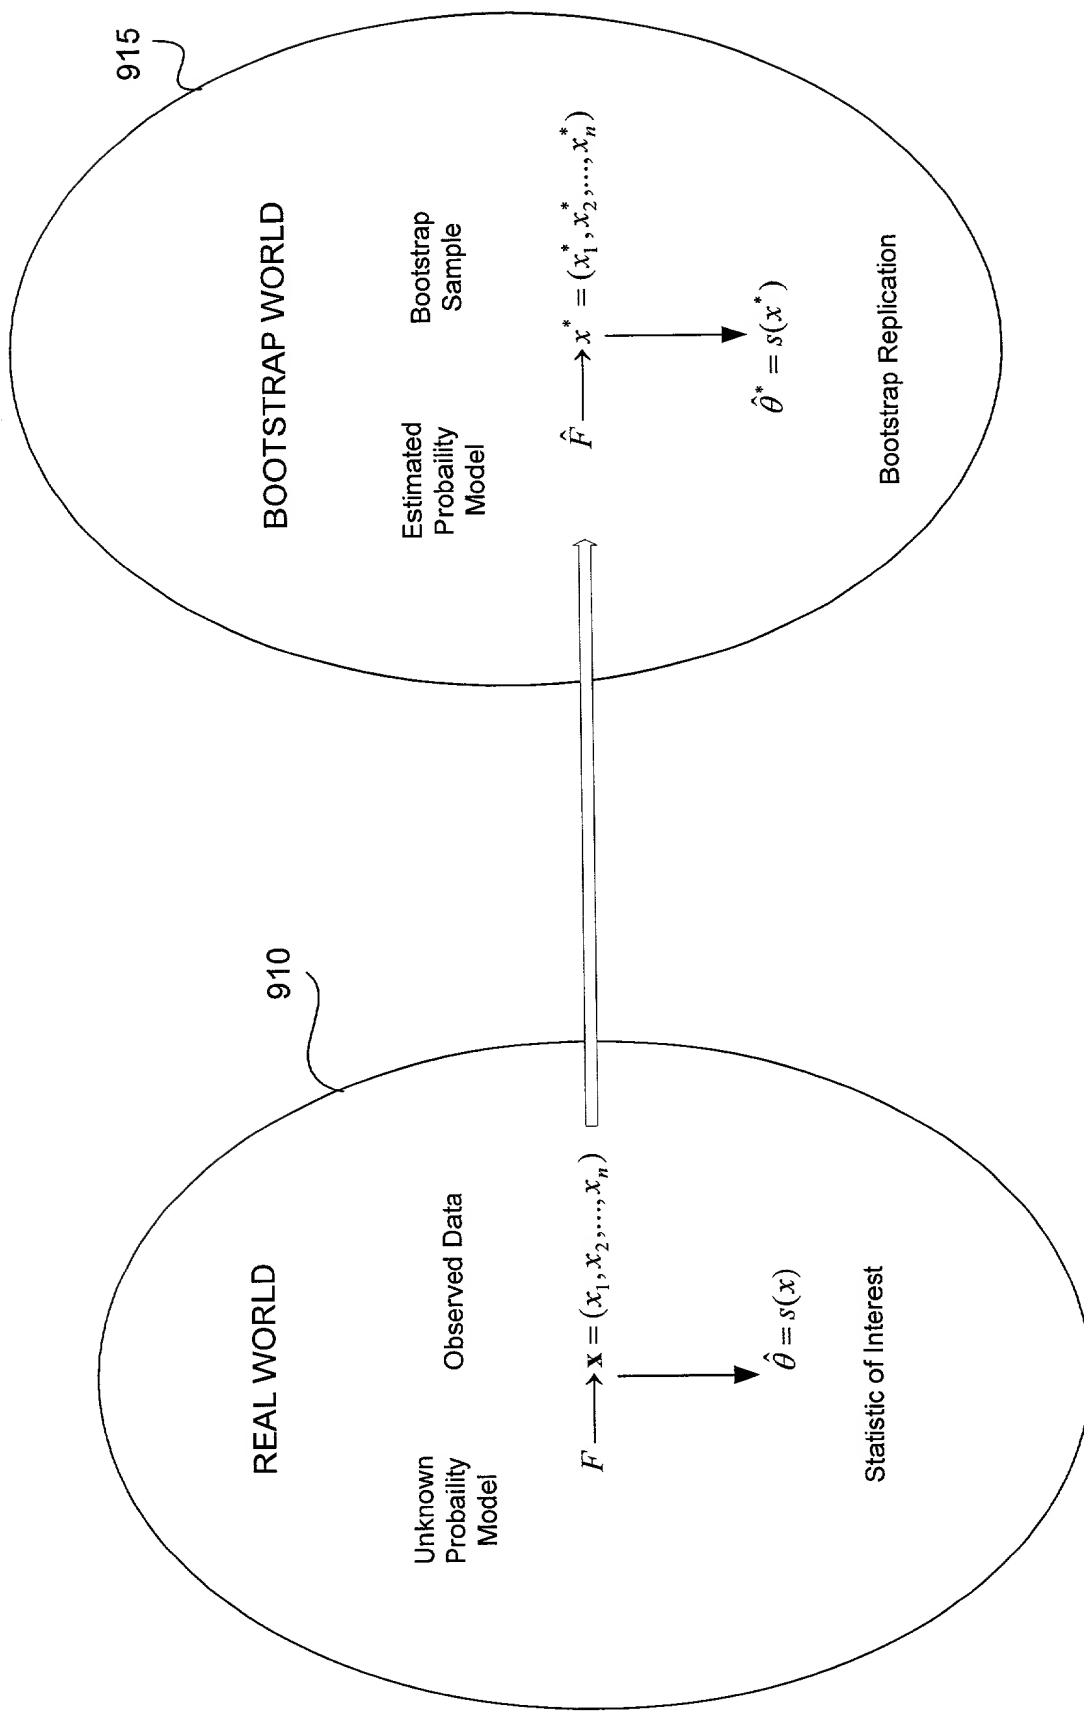 910
REAL WORLD
Unknown
Probaility
Model
Observed Data
F → x = (x₁, x₂, ..., xₙ)
θ̂ = s(x)
Statistic of Interest
915
BOOTSTRAP WORLD
Estimated
Probaility
Model
Bootstrap
Sample
F̂ → x* = (x₁*, x₂*, ..., xₙ*)
θ̂* = s(x*)
Bootstrap Replication